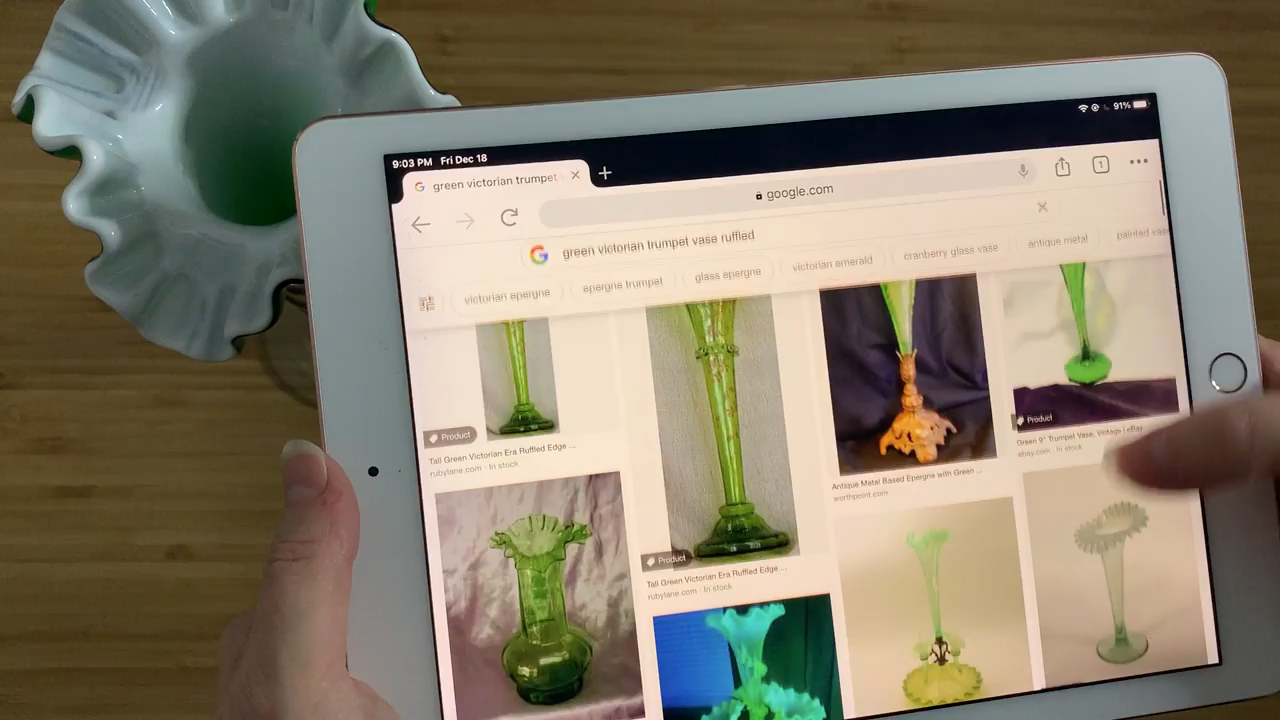 9:03 PM Fri Dec 18
91%
green victorian trumpet
google.com
1
green victorian trumpet vase ruffled
victorian epergne
epergne trumpet
glass epergne
victorian emerald
cranberry glass vase
antique metal
painted vase
Product
Tall Green Victorian Era Ruffled Edge ...
rubylane.com · In stock
Product
Tall Green Victorian Era Ruffled Edge ...
rubylane.com · In stock
Antique Metal Based Epergne with Green ...
worthpoint.com
Product
Green 9" Trumpet Vase, Vintage | eBay
ebay.com · In stock